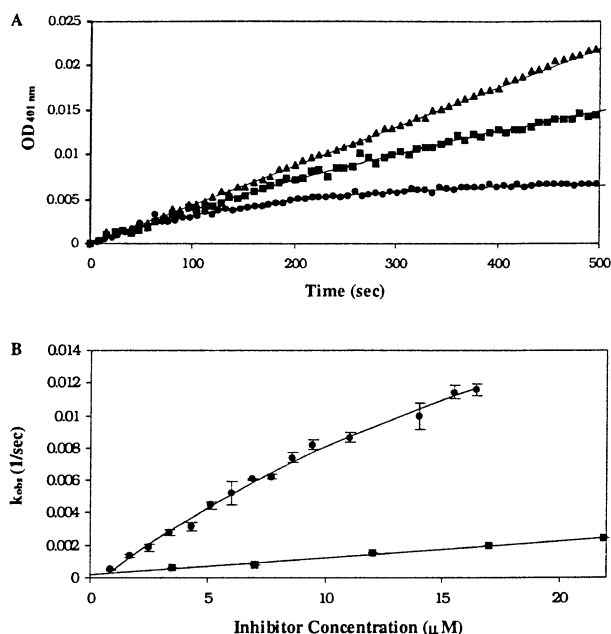 A
0.025
0.02
0.015
0.01
0.005
0
OD401 nm
0 100 200 300 400 500
Time (sec)
B
0.014
0.012
0.01
0.008
0.006
0.004
0.002
0
kobs (1/sec)
0 5 10 15 20
Inhibitor Concentration (μM)